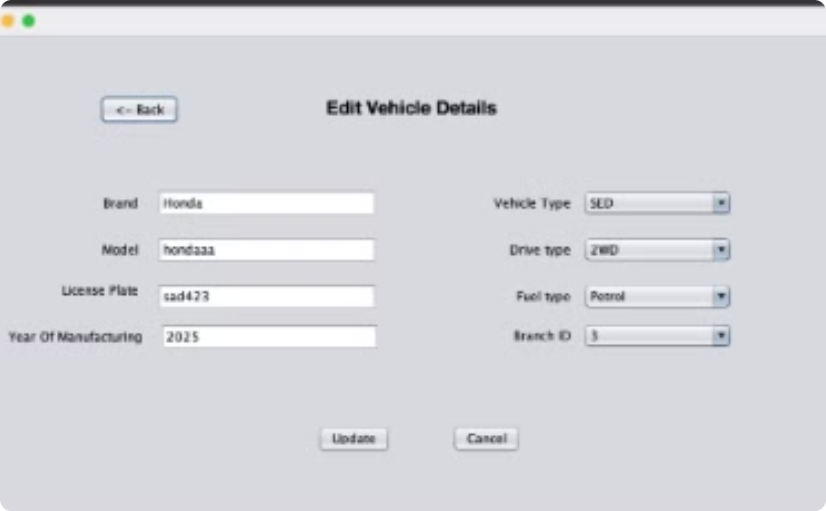 <- Back
Edit Vehicle Details
Brand Honda Vehicle Type SED
Model hondaaa Drive type 2WD
License Plate sad423 Fuel type Petrol
Year Of Manufacturing 2025 Branch ID 3
Update Cancel